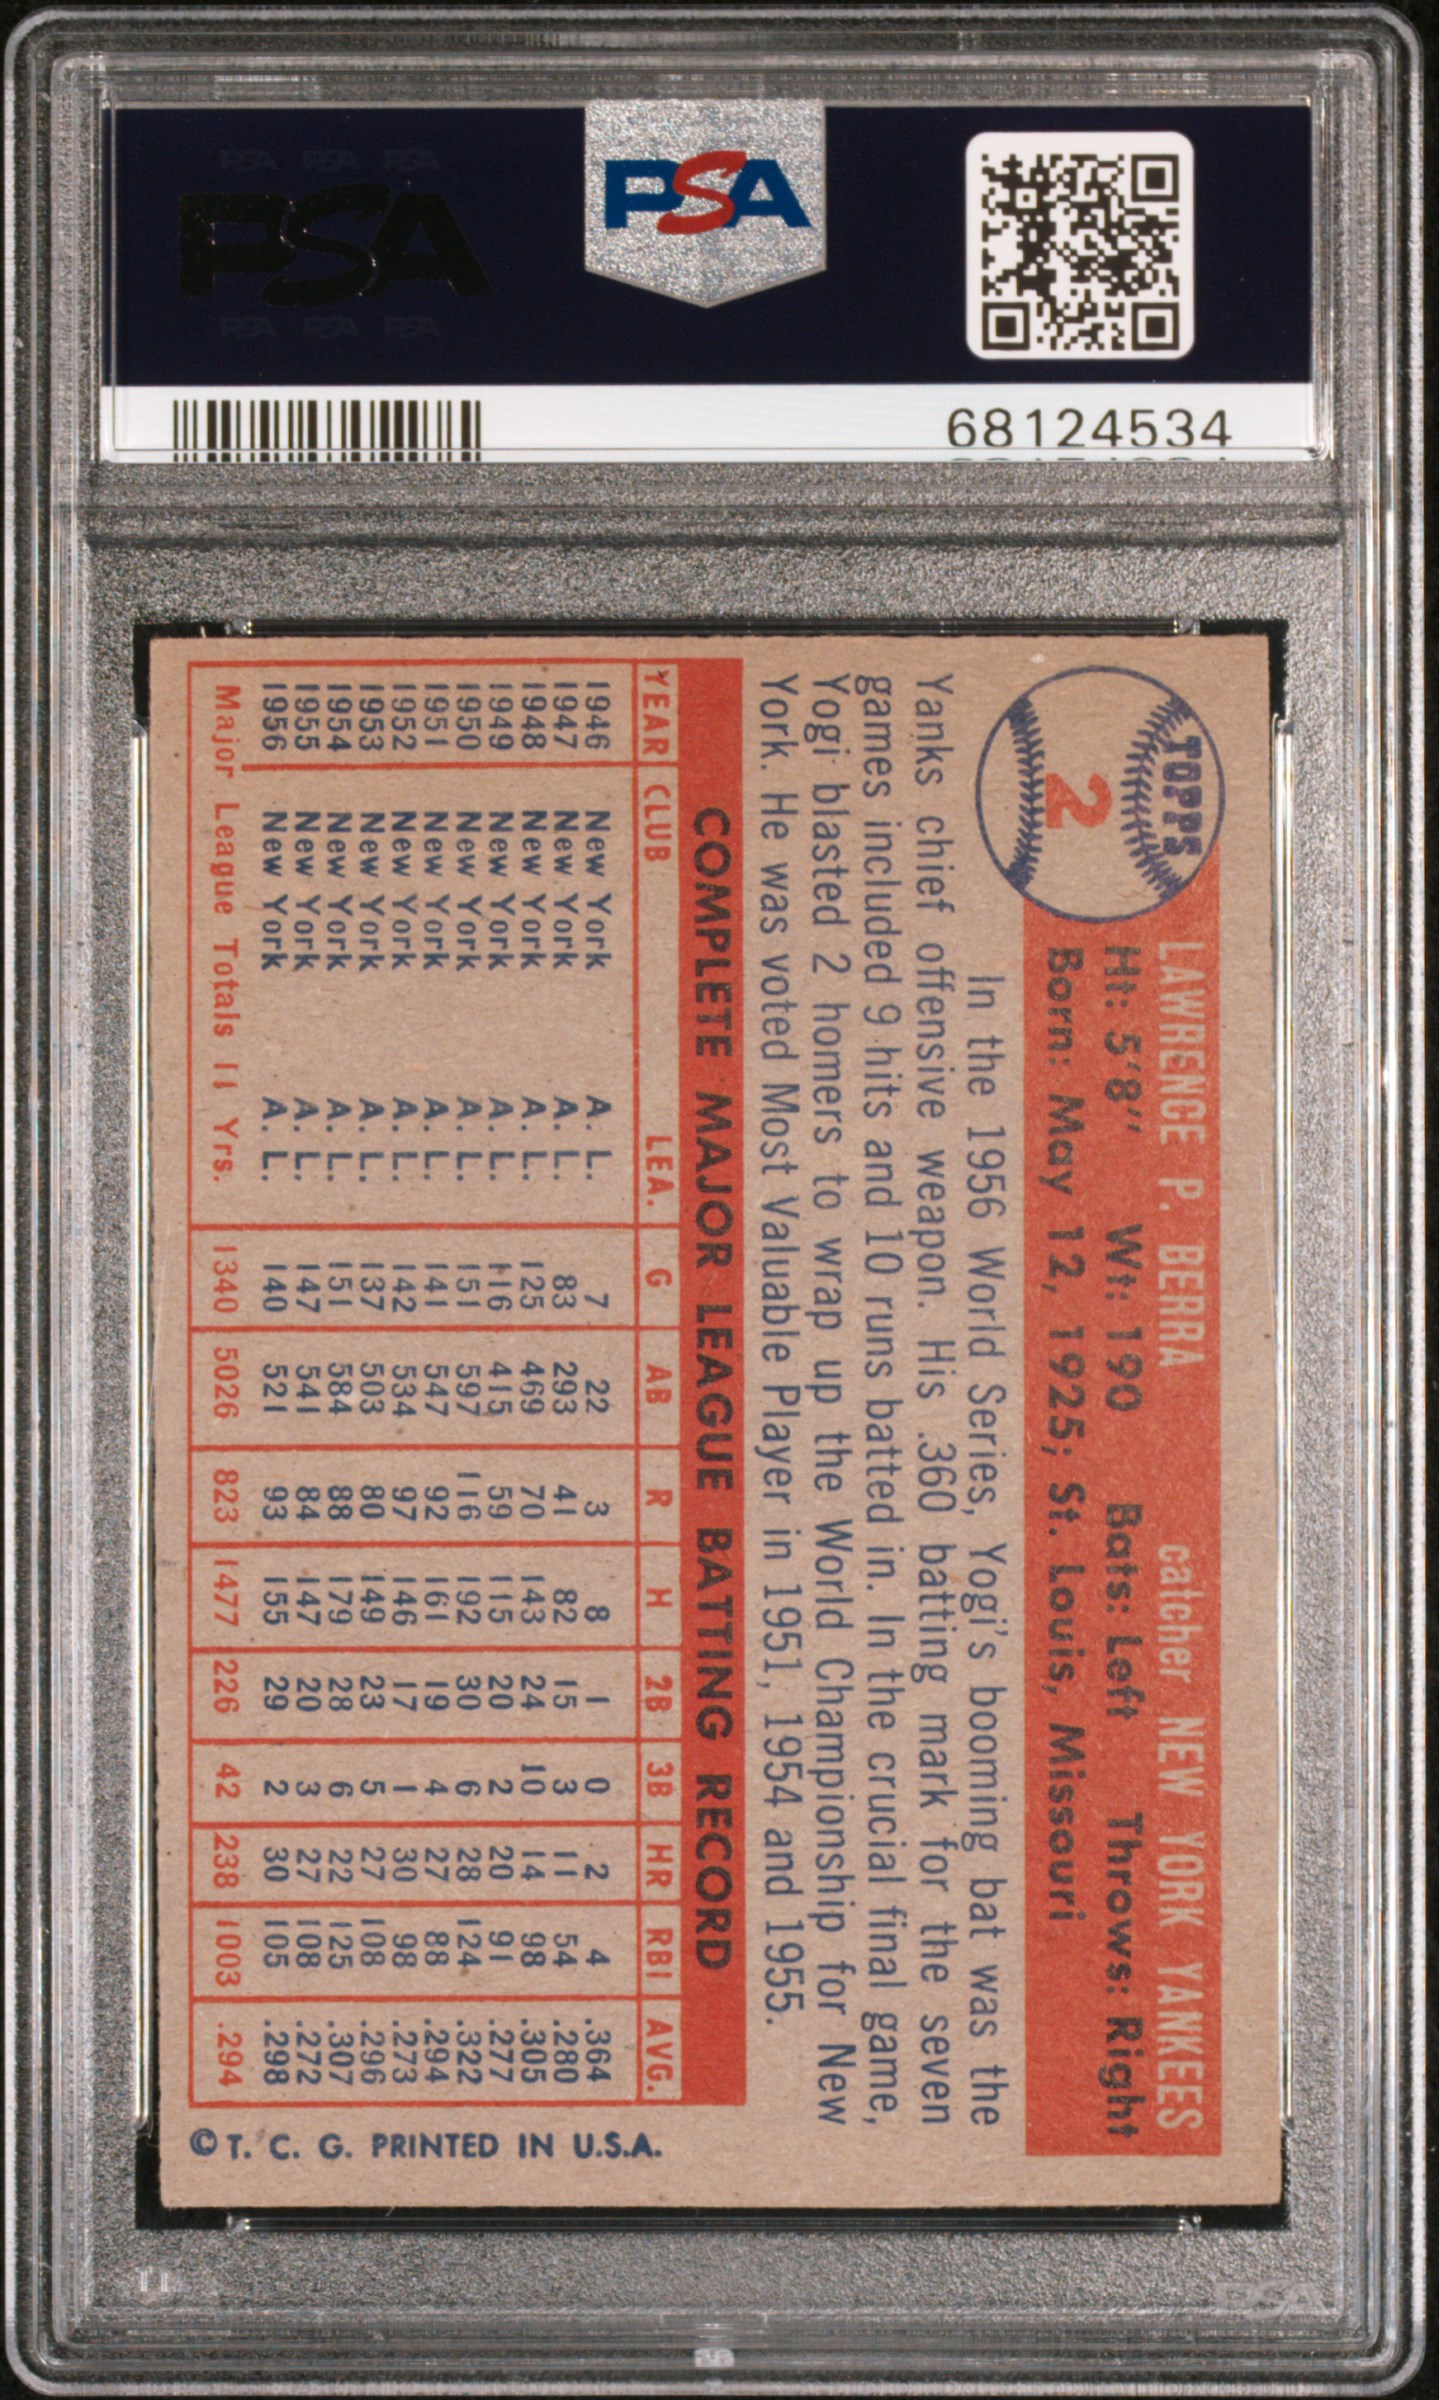 PSA PSA PSA
PSA
PSA PSA PSA
PSA
68124534
TOPPS
2
LAWRENCE P. BERRA catcher NEW YORK YANKEES
Ht: 5'8" Wt: 190 Bats: Left Throws: Right
Born: May 12, 1925; St. Louis, Missouri
In the 1956 World Series, Yogi's booming bat was the
Yanks chief offensive weapon. His .360 batting mark for the seven
games included 9 hits and 10 runs batted in. In the crucial final game,
Yogi blasted 2 homers to wrap up the World Championship for New
York. He was voted Most Valuable Player in 1951, 1954 and 1955.
COMPLETE MAJOR LEAGUE BATTING RECORD
YEAR CLUB LEA. G AB R H 2B 3B HR RBI AVG.
1946 New York A. L. 7 22 3 8 1 0 2 4 .364
1947 New York A. L. 83 293 41 82 15 3 11 54 .280
1948 New York A. L. 125 469 70 143 24 10 14 98 .305
1949 New York A. L. 116 415 59 115 20 2 20 91 .277
1950 New York A. L. 151 597 116 192 30 6 28 124 .322
1951 New York A. L. 141 547 92 161 19 4 27 88 .294
1952 New York A. L. 142 534 97 146 17 1 30 98 .273
1953 New York A. L. 137 503 80 149 23 5 27 108 .296
1954 New York A. L. 151 584 88 179 28 6 22 125 .307
1955 New York A. L. 147 541 84 147 20 3 27 108 .272
1956 New York A. L. 140 521 93 155 29 2 30 105 .298
Major League Totals 11 Yrs. 1340 5026 823 1477 226 42 238 1003 .294
© T. C. G. PRINTED IN U.S.A.
PSA